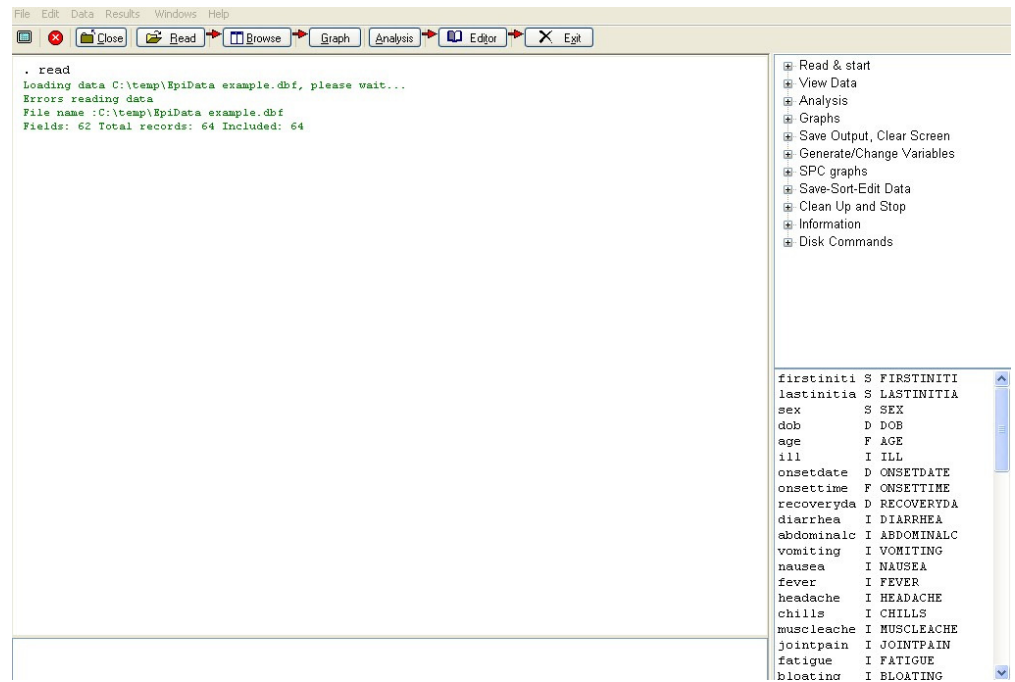 File Edit Data Results Windows Help
Close Read Browse Graph Analysis Editor Exit
. read
Loading data C:\temp\EpiData example.dbf, please wait...
Errors reading data
File name :C:\temp\EpiData example.dbf
Fields: 62 Total records: 64 Included: 64
Read & start
View Data
Analysis
Graphs
Save Output, Clear Screen
Generate/Change Variables
SPC graphs
Save-Sort-Edit Data
Clean Up and Stop
Information
Disk Commands
firstiniti S FIRSTINITI
lastinitia S LASTINITIA
sex S SEX
dob D DOB
age F AGE
ill I ILL
onsetdate D ONSETDATE
onsettime F ONSETTIME
recoveryda D RECOVERYDA
diarrhea I DIARRHEA
abdominalc I ABDOMINALC
vomiting I VOMITING
nausea I NAUSEA
fever I FEVER
headache I HEADACHE
chills I CHILLS
muscleache I MUSCLEACHE
jointpain I JOINTPAIN
fatigue I FATIGUE
bloating I BLOATING